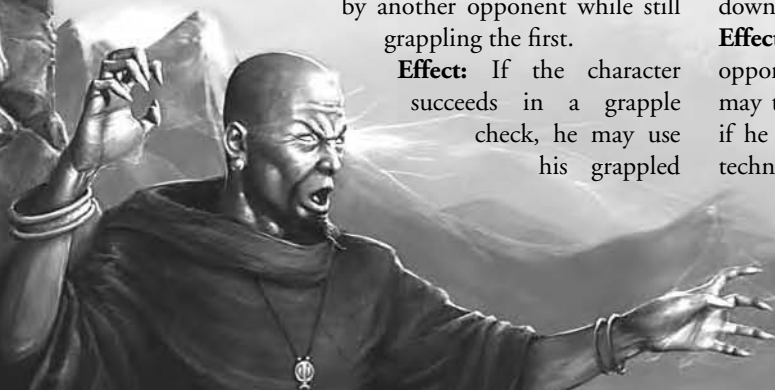 by another opponent while still
grappling the first.
Effect: If the character
succeeds in a grapple
check, he may use
his grappled
down
Effect
oppon
may
if he
techn